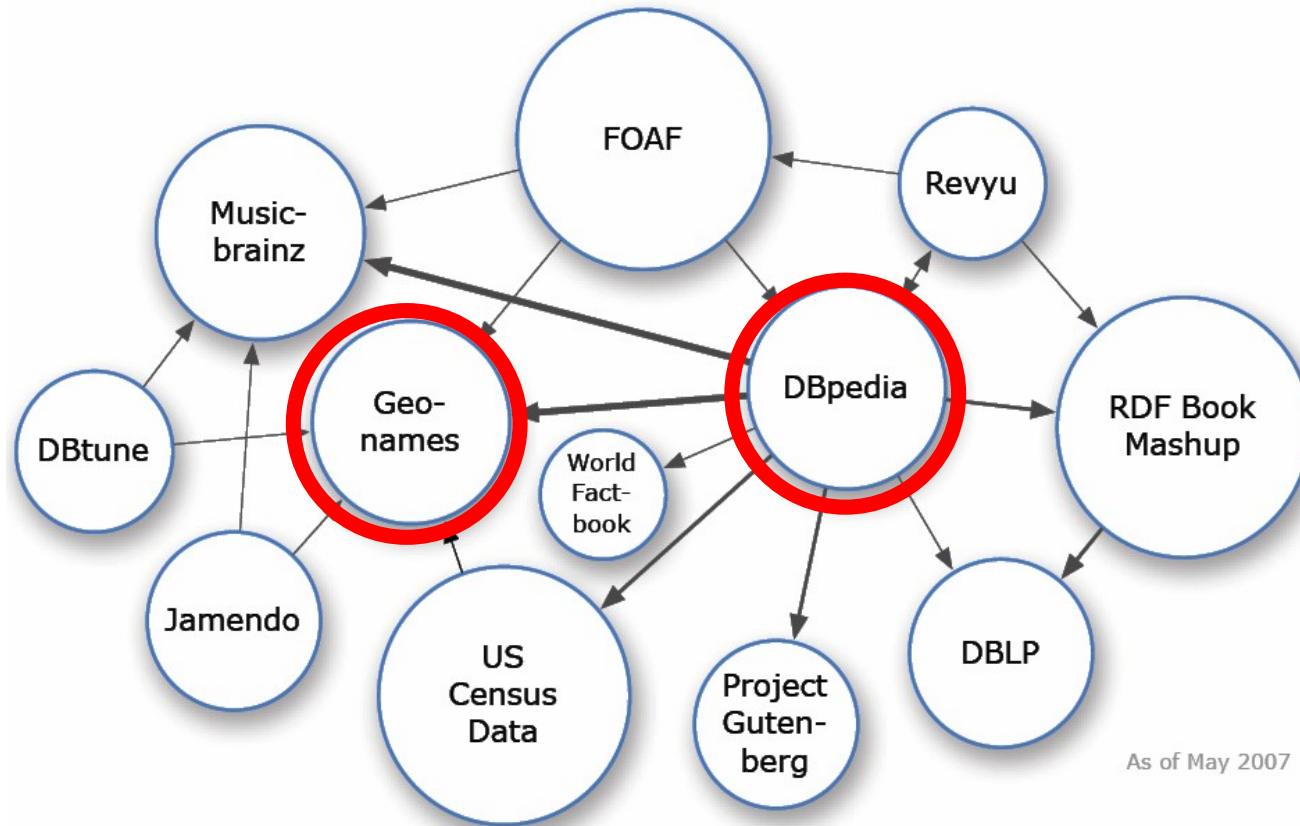 FOAF
Revyu
Music-
brainz
DBpedia
Geo-
names
RDF Book
Mashup
DBtune
World
Fact-
book
Jamendo
US
Census
Data
Project
Guten-
berg
DBLP
As of May 2007